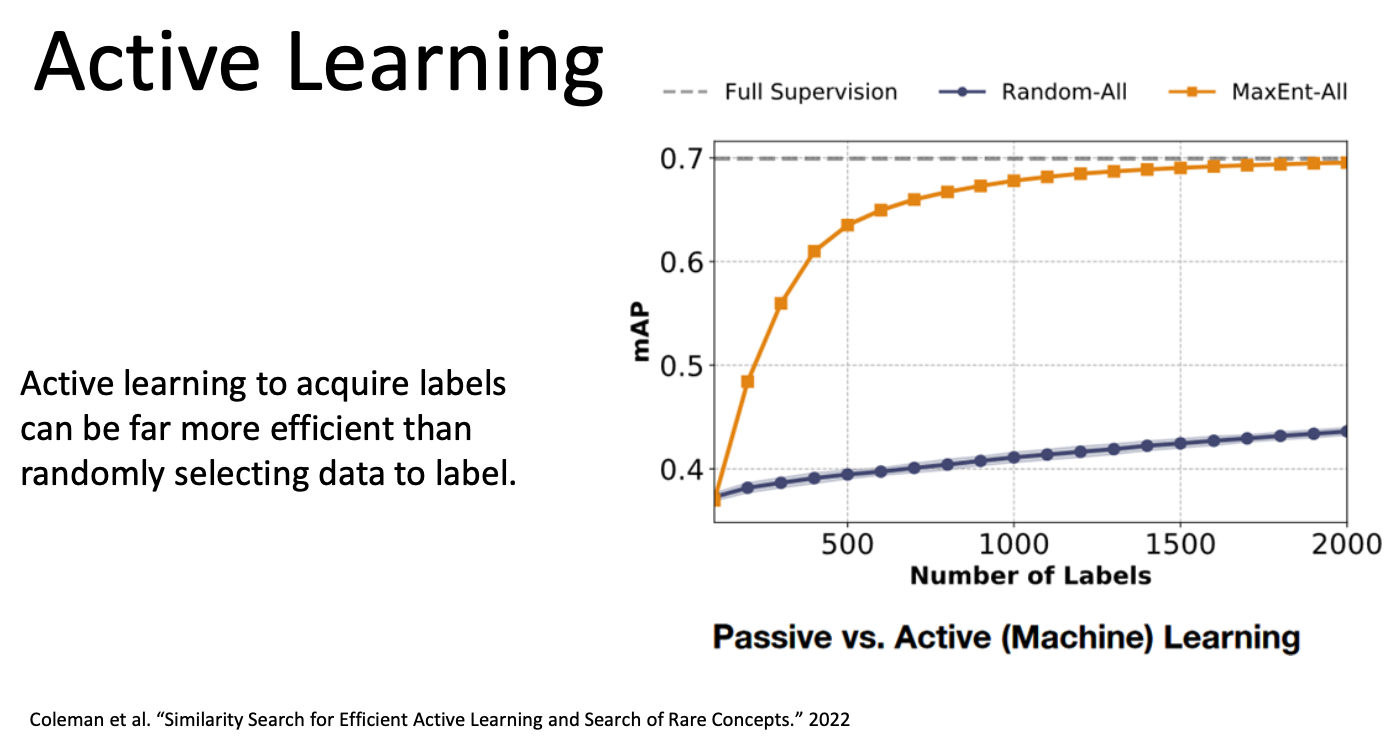 Active Learning
Full Supervision
Random-All
MaxEnt-All
0.7
0.6
0.5
0.4
mAP
500
1000
1500
2000
Number of Labels
Passive vs. Active (Machine) Learning
Active learning to acquire labels
can be far more efficient than
randomly selecting data to label.
Coleman et al. “Similarity Search for Efficient Active Learning and Search of Rare Concepts.” 2022